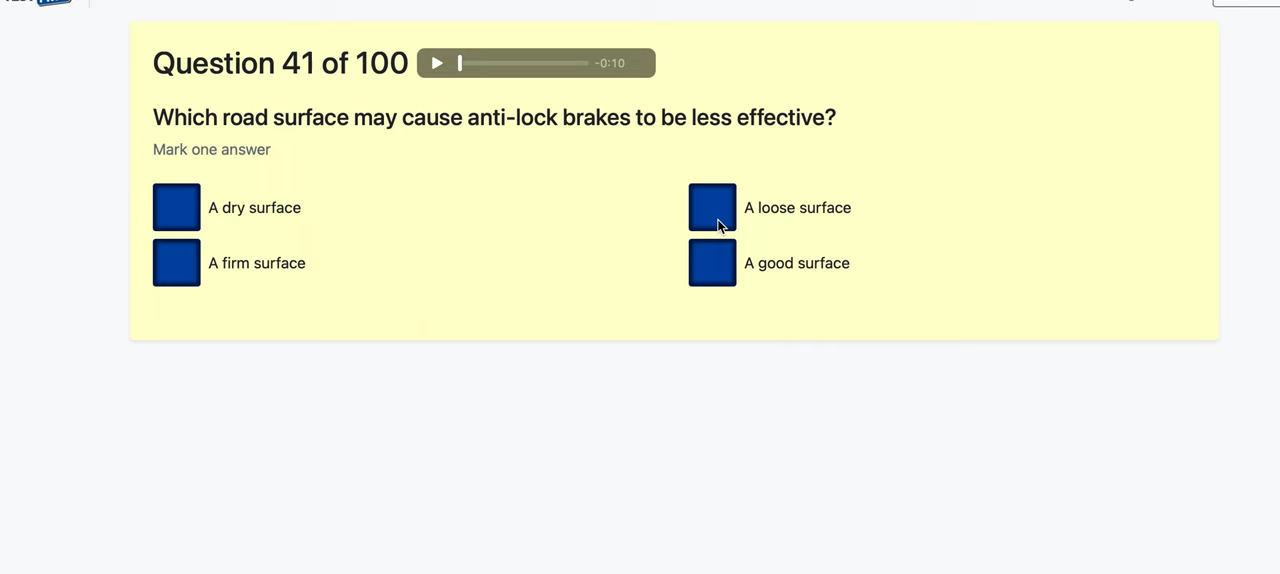 Question 41 of 100
-0:10
Which road surface may cause anti-lock brakes to be less effective?
Mark one answer
A dry surface
A loose surface
A firm surface
A good surface